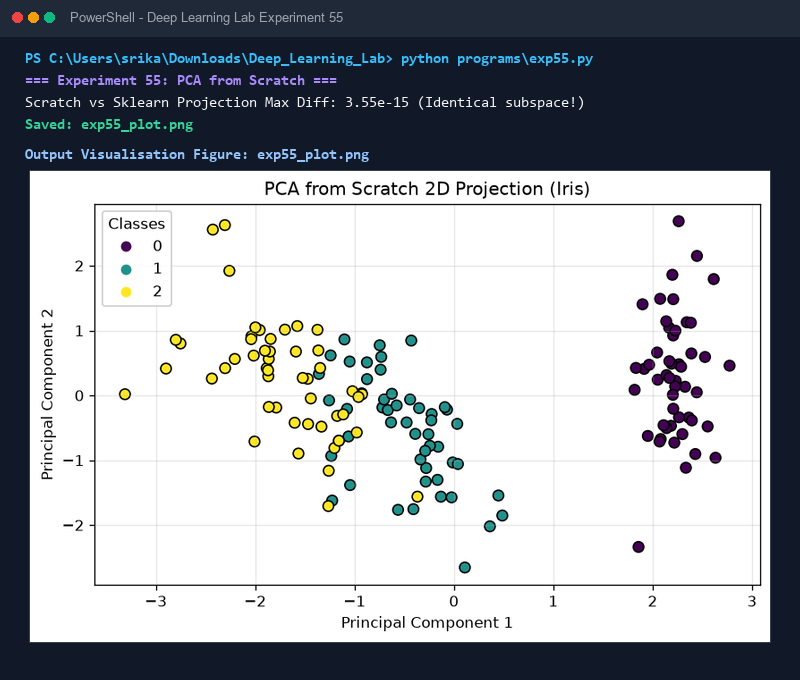 PowerShell - Deep Learning Lab Experiment 55
PS C:\Users\srika\Downloads\Deep_Learning_Lab> python programs\exp55.py
=== Experiment 55: PCA from Scratch ===
Scratch vs Sklearn Projection Max Diff: 3.55e-15 (Identical subspace!)
Saved: exp55_plot.png
Output Visualisation Figure: exp55_plot.png
PCA from Scratch 2D Projection (Iris)
Classes
0
1
2
Principal Component 2
2
1
0
−1
−2
−3 −2 −1 0 1 2 3
Principal Component 1